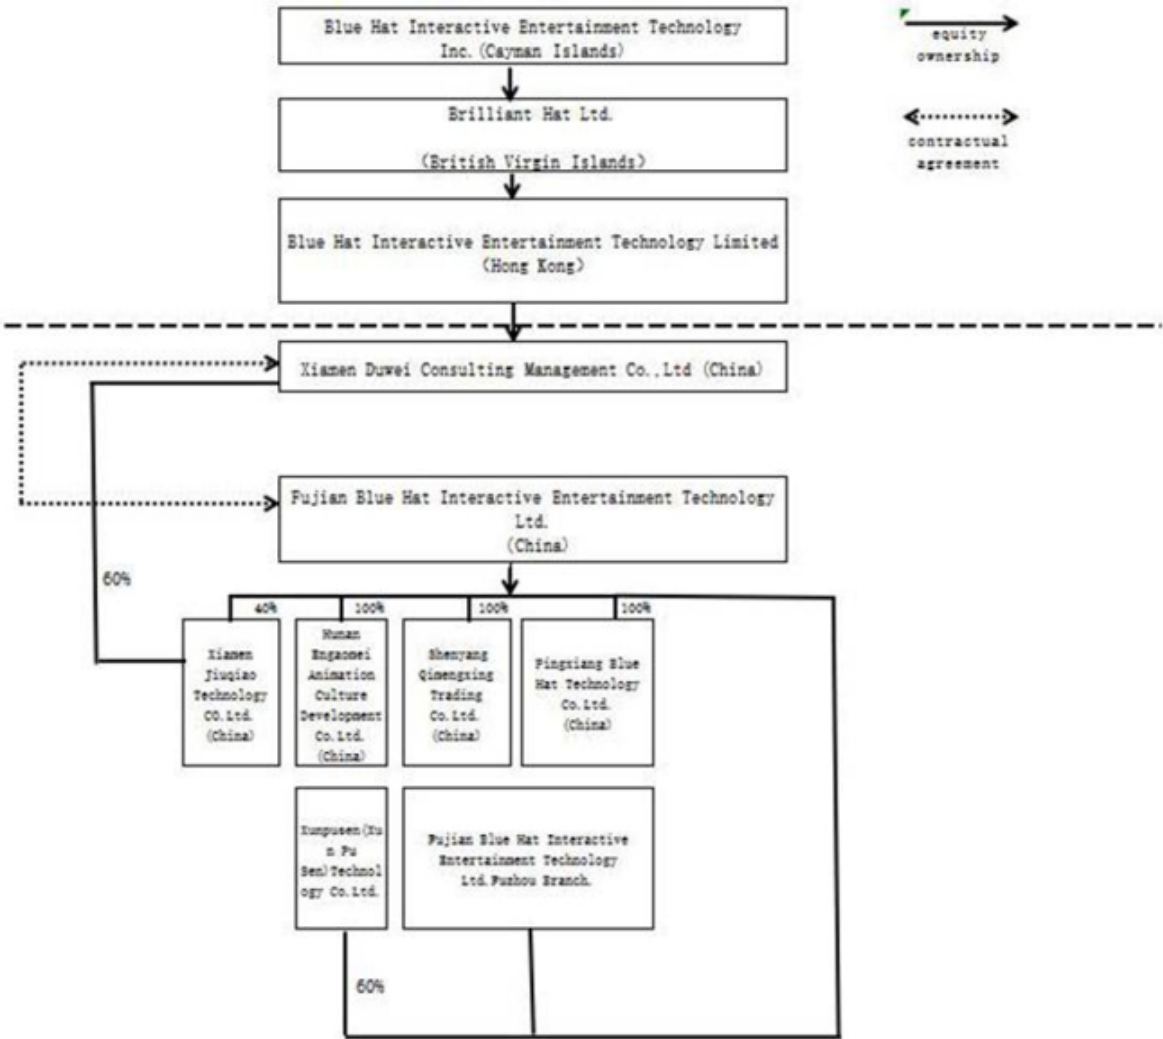 Blue Hat Interactive Entertainment Technology
Inc.(Cayman Islands)
equity
ownership
Brilliant Hat Ltd.
(British Virgin Islands)
contractual
agreement
Blue Hat Interactive Entertainment Technology Limited
(Hong Kong)
Xiamen Duwei Consulting Management Co.,Ltd (China)
Fujian Blue Hat Interactive Entertainment Technology
Ltd.
(China)
60%
40%
100%
100%
100%
Xiamen
Jiuqiao
Technology
CO.Ltd.
(China)
Hunan
Engaomei
Animation
Culture
Development
Co.Ltd.
(China)
Shenyang
Qimengxing
Trading
Co.Ltd.
(China)
Pingxiang Blue
Hat Technology
Co.Ltd.
(China)
Xunpusen(Xu
n Pu
Sen)Technol
ogy Co.Ltd.
Fujian Blue Hat Interactive
Entertainment Technology
Ltd.Fuzhou Branch.
60%